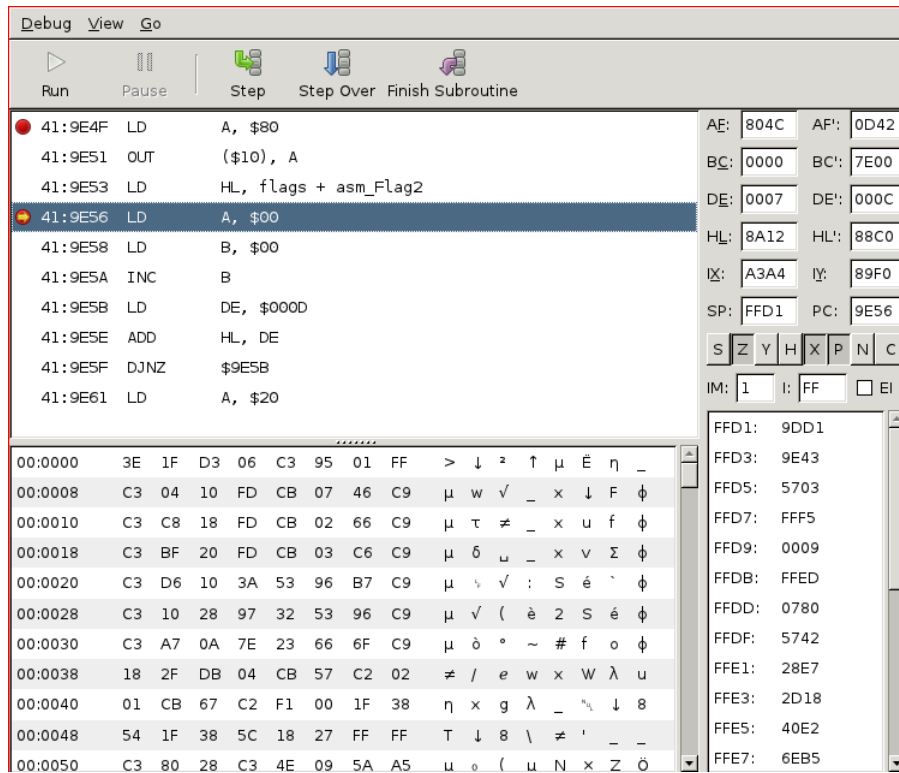 Debug View Go
Run Pause Step Step Over Finish Subroutine
41:9E4F LD A, $80
41:9E51 OUT ($10), A
41:9E53 LD HL, flags + asm_Flag2
41:9E56 LD A, $00
41:9E58 LD B, $00
41:9E5A INC B
41:9E5B LD DE, $000D
41:9E5E ADD HL, DE
41:9E5F DJNZ $9E5B
41:9E61 LD A, $20
AF: 804C AF': 0D42
BC: 0000 BC': 7E00
DE: 0007 DE': 000C
HL: 8A12 HL': 88C0
IX: A3A4 IY: 89F0
SP: FFD1 PC: 9E56
S Z Y H X P N C
IM: 1 I: FF EI
00:0000 3E 1F D3 06 C3 95 01 FF > ↓ ² ↑ µ Ë η _
00:0008 C3 04 10 FD CB 07 46 C9 µ w √ _ x ↓ F ϕ
00:0010 C3 C8 18 FD CB 02 66 C9 µ τ ≠ _ x u f ϕ
00:0018 C3 BF 20 FD CB 03 C6 C9 µ δ ␣ _ x v Σ ϕ
00:0020 C3 D6 10 3A 53 96 B7 C9 µ √ : S é ` ϕ
00:0028 C3 10 28 97 32 53 96 C9 µ √ ( è 2 S é ϕ
00:0030 C3 A7 0A 7E 23 66 6F C9 µ ò ° ~ # f o ϕ
00:0038 18 2F DB 04 CB 57 C2 02 ≠ / e w x W λ u
00:0040 01 CB 67 C2 F1 00 1F 38 η x g λ _ ↓ 8
00:0048 54 1F 38 5C 18 27 FF FF T ↓ 8 \ ≠ ' _ _
00:0050 C3 80 28 C3 4E 09 5A A5 µ ₀ ( µ N × Z Ö
FFD1: 9DD1
FFD3: 9E43
FFD5: 5703
FFD7: FFF5
FFD9: 0009
FFDB: FFED
FFDD: 0780
FFDF: 5742
FFE1: 28E7
FFE3: 2D18
FFE5: 40E2
FFE7: 6EB5